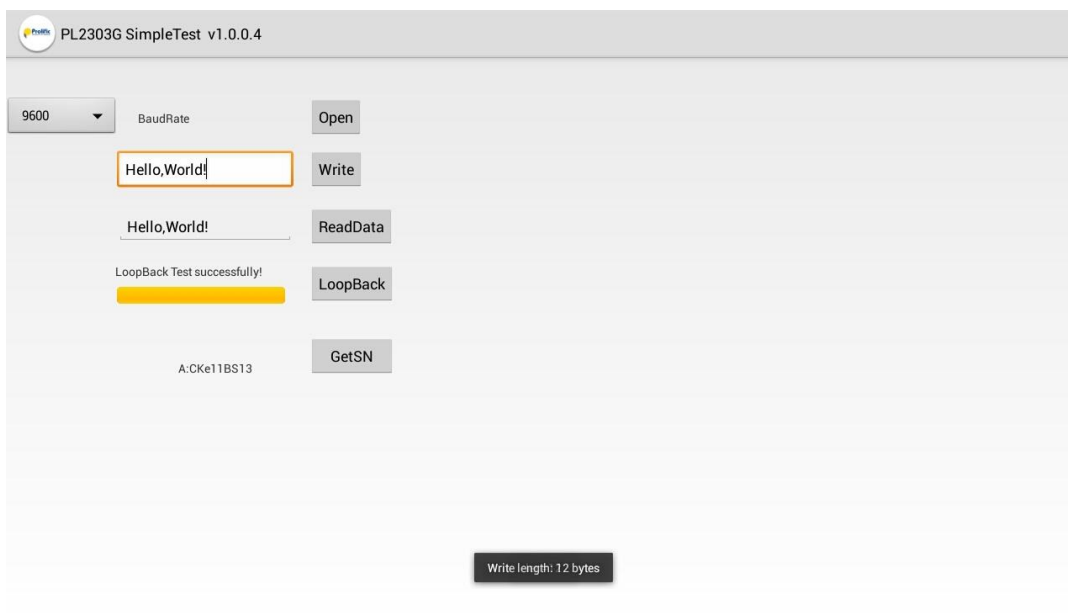 Prolific PL2303G SimpleTest v1.0.0.4
9600 BaudRate Open
Hello,World! Write
Hello,World! ReadData
LoopBack Test successfully!
LoopBack
GetSN
A:CKe11BS13
Write length: 12 bytes